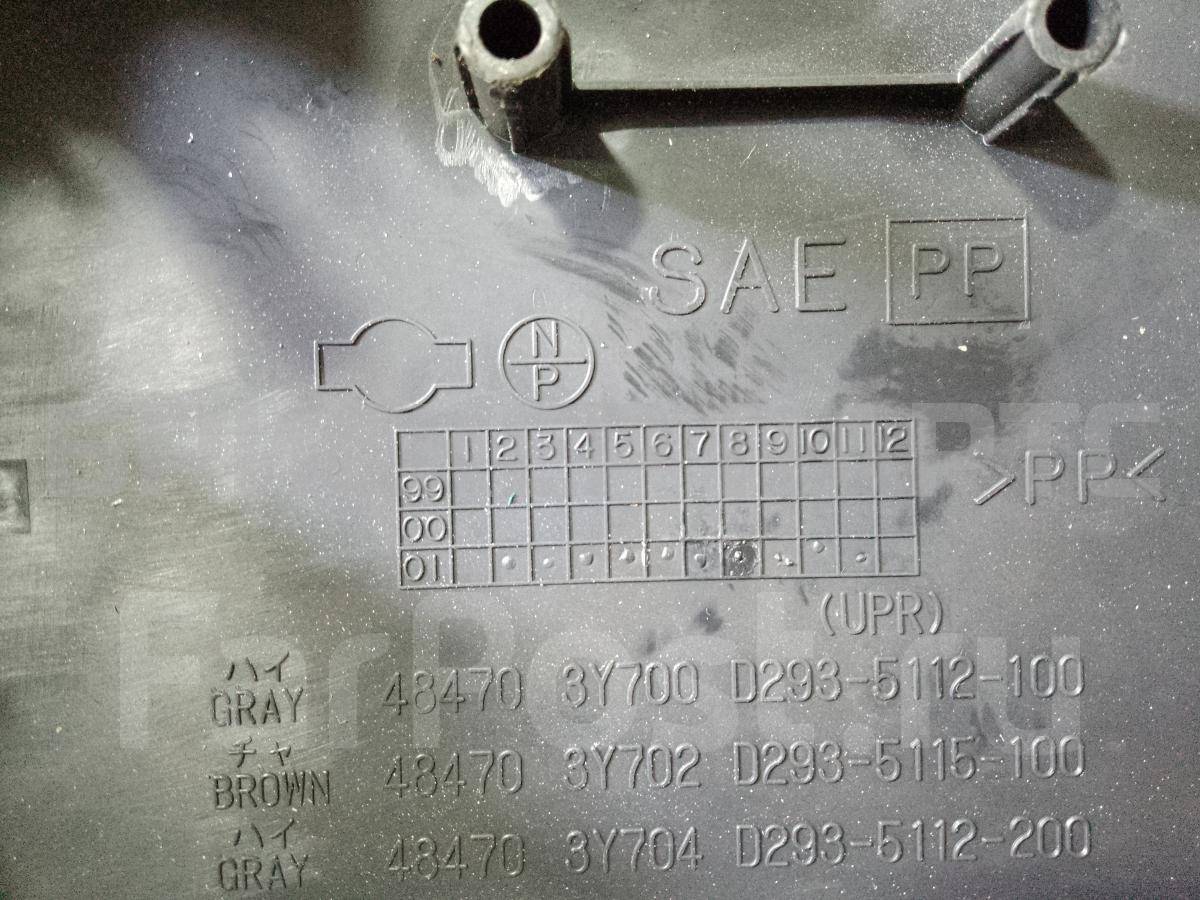 SAE PP
N
P
1 2 3 4 5 6 7 8 9 10 11 12
99
>PP<
00
01
(UPR)
ハイ
GRAY 48470 3Y700 D293-5112-100
チャ
BROWN 48470 3Y702 D293-5115-100
ハイ
GRAY 48470 3Y704 D293-5112-200
FarPost.ru